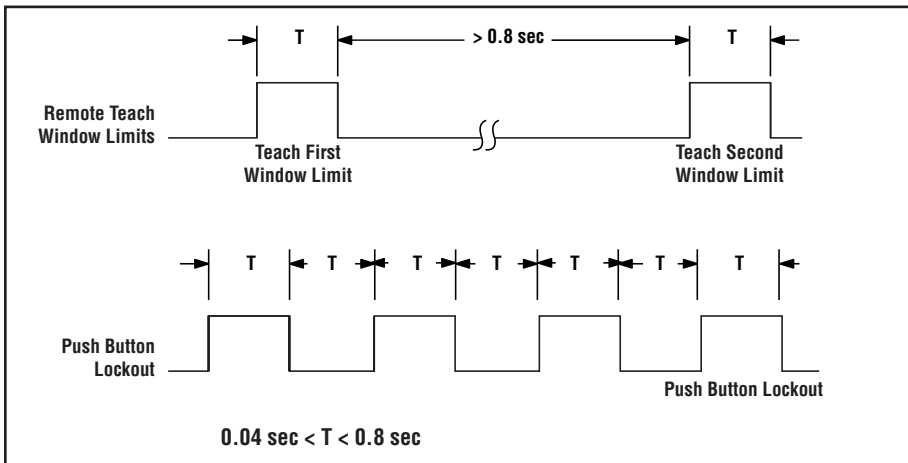 T > 0.8 sec T
Remote Teach
Window Limits
Teach First
Window Limit
Teach Second
Window Limit
T T T T T T T
Push Button
Lockout
Push Button Lockout
0.04 sec < T < 0.8 sec